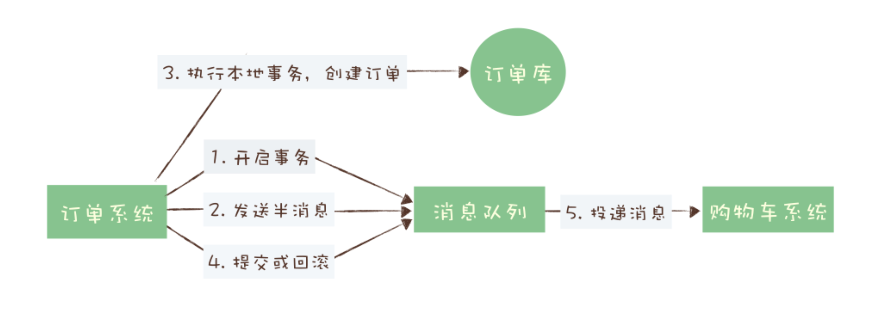 3. 执行本地事务，创建订单
订单库
1. 开启事务
订单系统
2. 发送半消息
消息队列
5. 投递消息
购物车系统
4. 提交或回滚